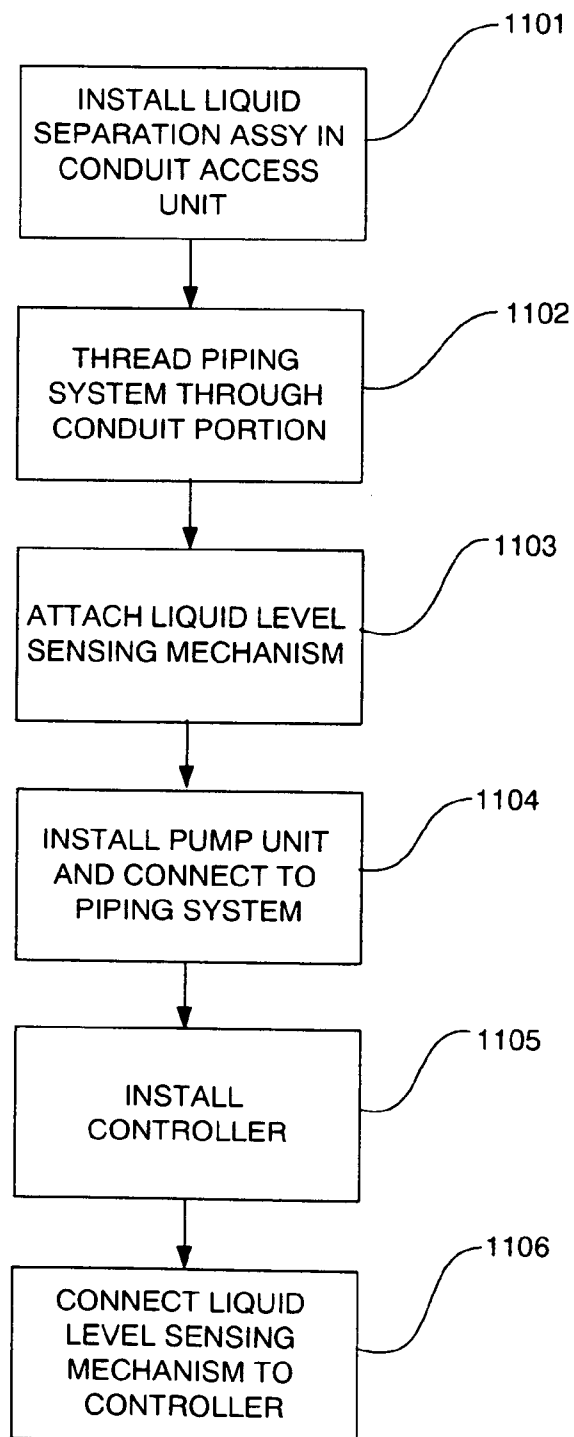 1101
INSTALL LIQUID
SEPARATION ASSY IN
CONDUIT ACCESS
UNIT
1102
THREAD PIPING
SYSTEM THROUGH
CONDUIT PORTION
1103
ATTACH LIQUID LEVEL
SENSING MECHANISM
1104
INSTALL PUMP UNIT
AND CONNECT TO
PIPING SYSTEM
1105
INSTALL
CONTROLLER
1106
CONNECT LIQUID
LEVEL SENSING
MECHANISM TO
CONTROLLER